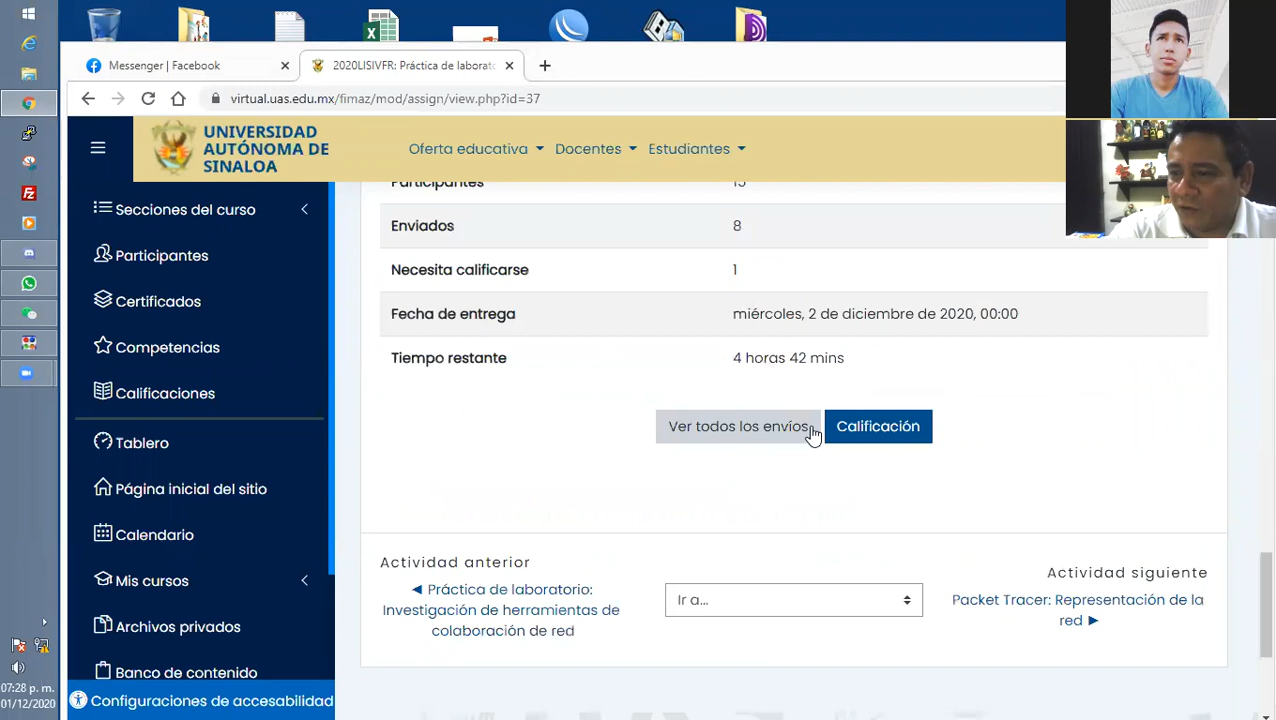 Messenger | Facebook
2020LISIVFR: Práctica de laborato
virtual.uas.edu.mx/fimaz/mod/assign/view.php?id=37
UNIVERSIDAD
AUTÓNOMA DE
SINALOA
Oferta educativa
Docentes
Estudiantes
Secciones del curso
Participantes
Certificados
Competencias
Calificaciones
Tablero
Página inicial del sitio
Calendario
Mis cursos
Archivos privados
Banco de contenido
Configuraciones de accesabilidad
Participantes 15
Enviados 8
Necesita calificarse 1
Fecha de entrega miércoles, 2 de diciembre de 2020, 00:00
Tiempo restante 4 horas 42 mins
Ver todos los envíos
Calificación
Actividad anterior
◀ Práctica de laboratorio:
Investigación de herramientas de
colaboración de red
Ir a...
Actividad siguiente
Packet Tracer: Representación de la
red ▶
07:28 p. m.
01/12/2020